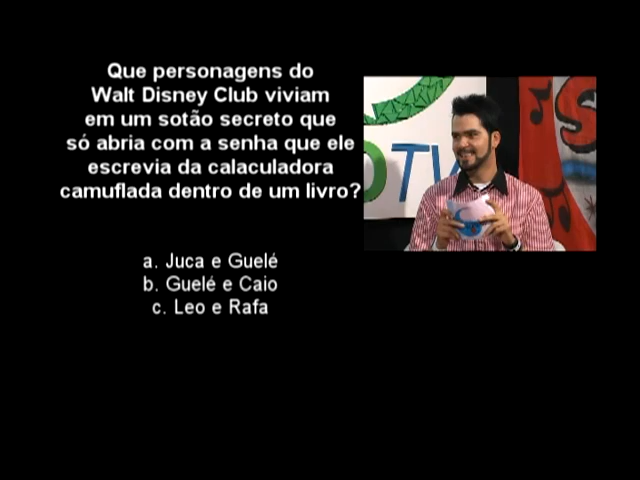 Que personagens do
Walt Disney Club viviam
em um sotão secreto que
só abria com a senha que ele
escrevia da calaculadora
camuflada dentro de um livro?
a. Juca e Guelé
b. Guelé e Caio
c. Leo e Rafa
OTV
S